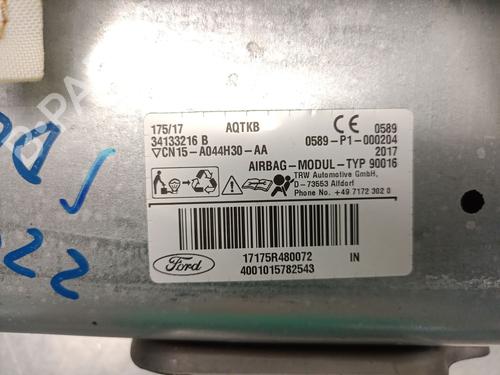 175/17 AQTKB CE 0589
34133216 B 0589-P1-000204
▽CN15-A044H30-AA 2017
AIRBAG-MODUL-TYP 90016
TRW Automotive GmbH,
D-73553 Alfdorf
Phone No. +49 7172 302 0
Ford 17175R480072 IN
4001015782543